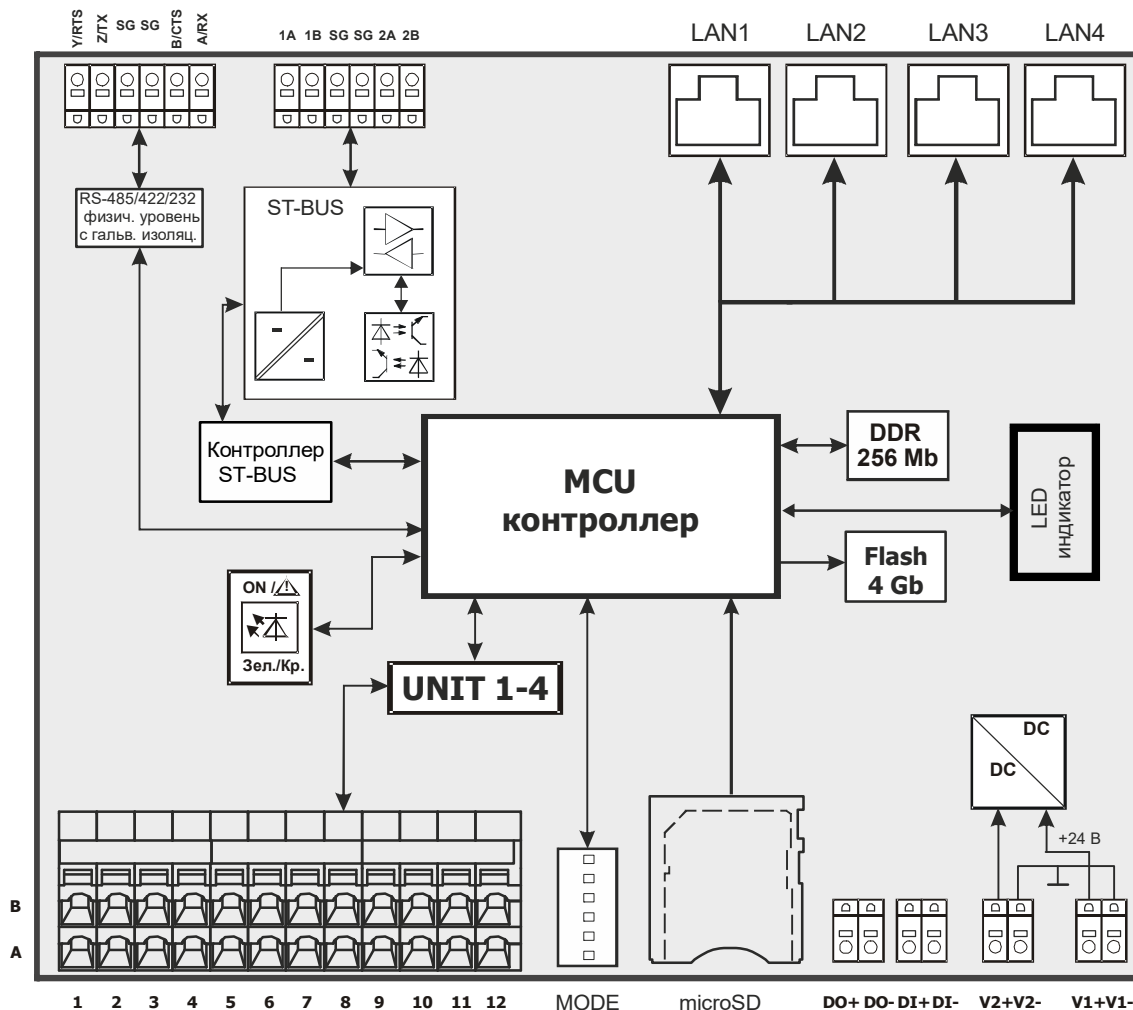 Y/RTS Z/TX SG SG B/CTS A/RX
1A 1B SG SG 2A 2B
LAN1 LAN2 LAN3 LAN4
RS-485/422/232
физич. уровень
с гальв. изоляц.
ST-BUS
Контроллер
ST-BUS
MCU
контроллер
DDR
256 Mb
LED
индикатор
Flash
4 Gb
ON /
Зел./Кр.
UNIT 1-4
DC
DC
+24 В
B
A
1 2 3 4 5 6 7 8 9 10 11 12
MODE
microSD
DO+ DO- DI+ DI- V2+V2- V1+V1-